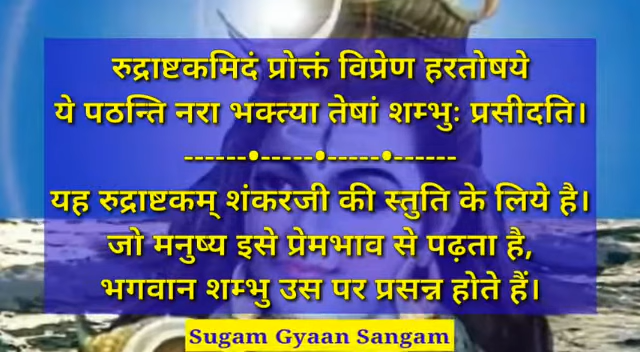 रुद्राष्टकमिदं प्रोक्तं विप्रेण हरतोषये
ये पठन्ति नरा भक्त्या तेषां शम्भुः प्रसीदति।
------•-----•-----•------
यह रुद्राष्टकम् शंकरजी की स्तुति के लिये है।
जो मनुष्य इसे प्रेमभाव से पढ़ता है,
भगवान शम्भु उस पर प्रसन्न होते हैं।
Sugam Gyaan Sangam